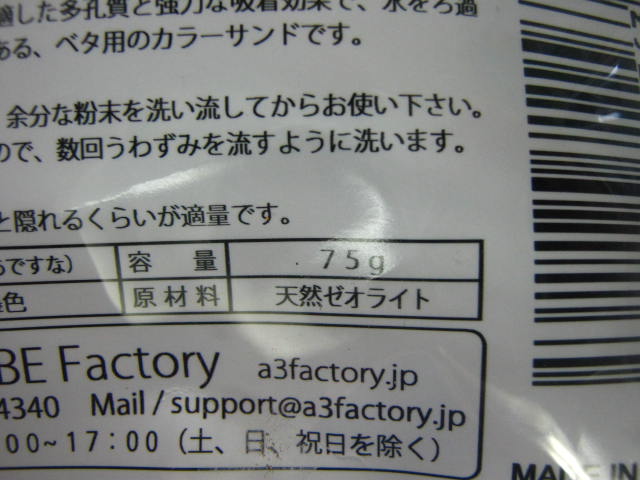 適した多孔質と強力な吸着効果で、水をろ過
ある、ベタ用のカラーサンドです。
余分な粉末を洗い流してからお使い下さい。
ので、数回うわずみを流すように洗います。
と隠れるくらいが適量です。
ですな) 容 量 75g
色 原材料 天然ゼオライト
BE Factory a3factory.jp
4340 Mail / support@a3factory.jp
:00~17:00 (土、日、祝日を除く)
MADE IN